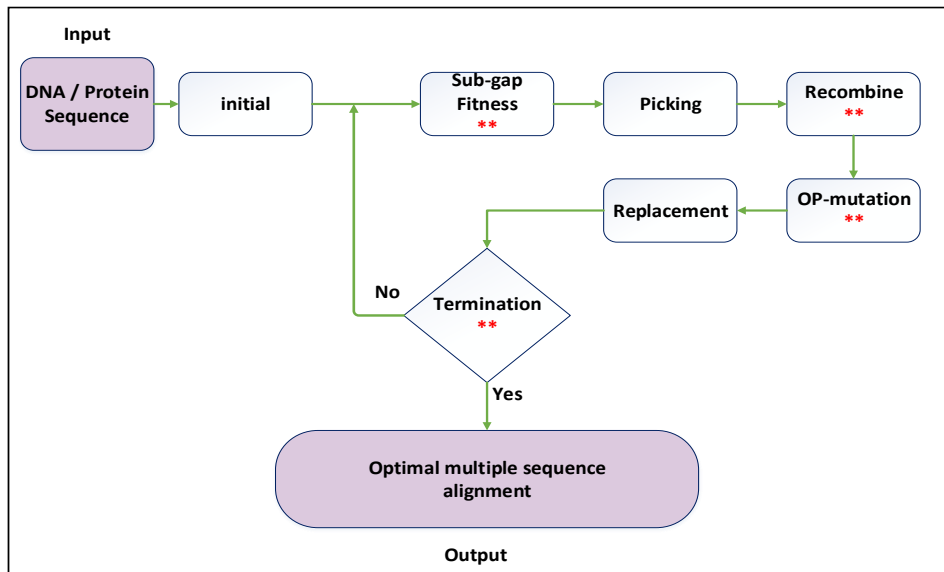 Input
DNA / Protein
Sequence
initial
Sub-gap
Fitness
**
Picking
Recombine
**
OP-mutation
**
Replacement
Termination
**
No
Yes
Optimal multiple sequence
alignment
Output